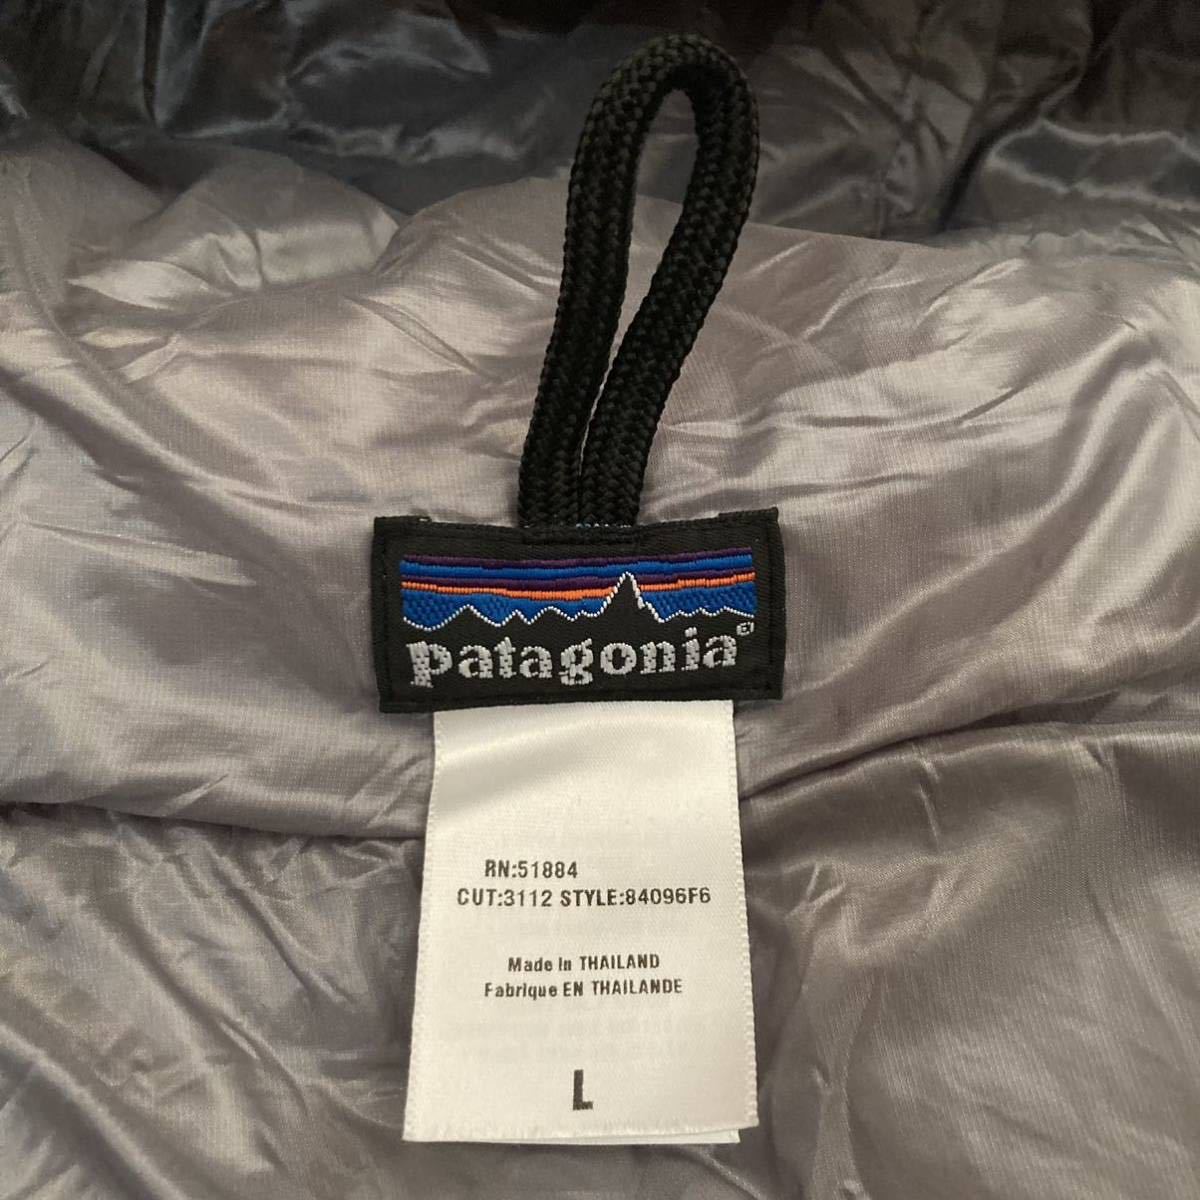 patagonia®
RN:51884
CUT:3112 STYLE:84096F6
Made In THAILAND
Fabrique EN THAILANDE
L